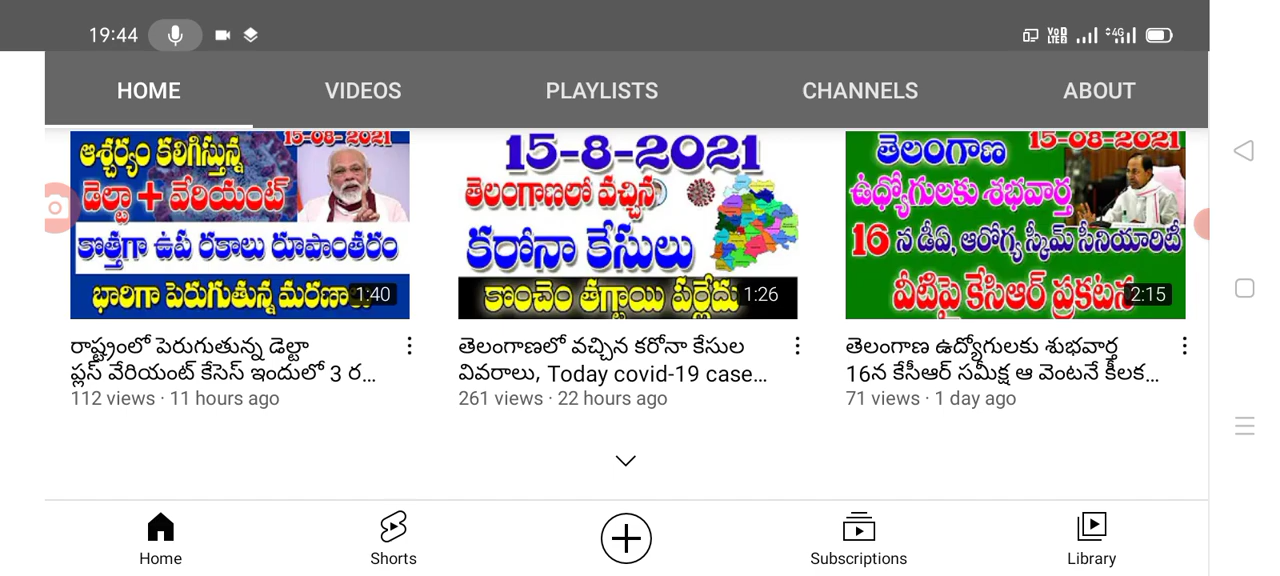 19:44
VoD LTED 4G
HOME VIDEOS PLAYLISTS CHANNELS ABOUT
15-08-2021
ఆశ్చర్యం కలిగిస్తున్న
డెల్టా + వేరియంట్
కొత్తగా ఉప రకాలు రూపాంతరం
భారిగా పెరుగుతున్న
1:40
15-8-2021
తెలంగాణలో వచ్చిన
కరోనా కేసులు
కొంచెం తగ్గాయి పర్లేదు
1:26
15-08-2021
తెలంగాణ
ఉద్యోగులకు శభవార్త
16 న డీఏ, ఆరోగ్య స్కీమ్ సీనియారిటీ
వీటిపై కేసిఆర్ ప్రకటన
2:15
రాష్ట్రంలో పెరుగుతున్న డెల్టా
ప్లస్ వేరియంట్ కేసెస్ ఇందులో 3 ర...
112 views · 11 hours ago
తెలంగాణలో వచ్చిన కరోనా కేసుల
వివరాలు, Today covid-19 case...
261 views · 22 hours ago
తెలంగాణ ఉద్యోగులకు శుభవార్త
16న కేసీఆర్ సమీక్ష ఆ వెంటనే కీలక...
71 views · 1 day ago
Home Shorts Subscriptions Library